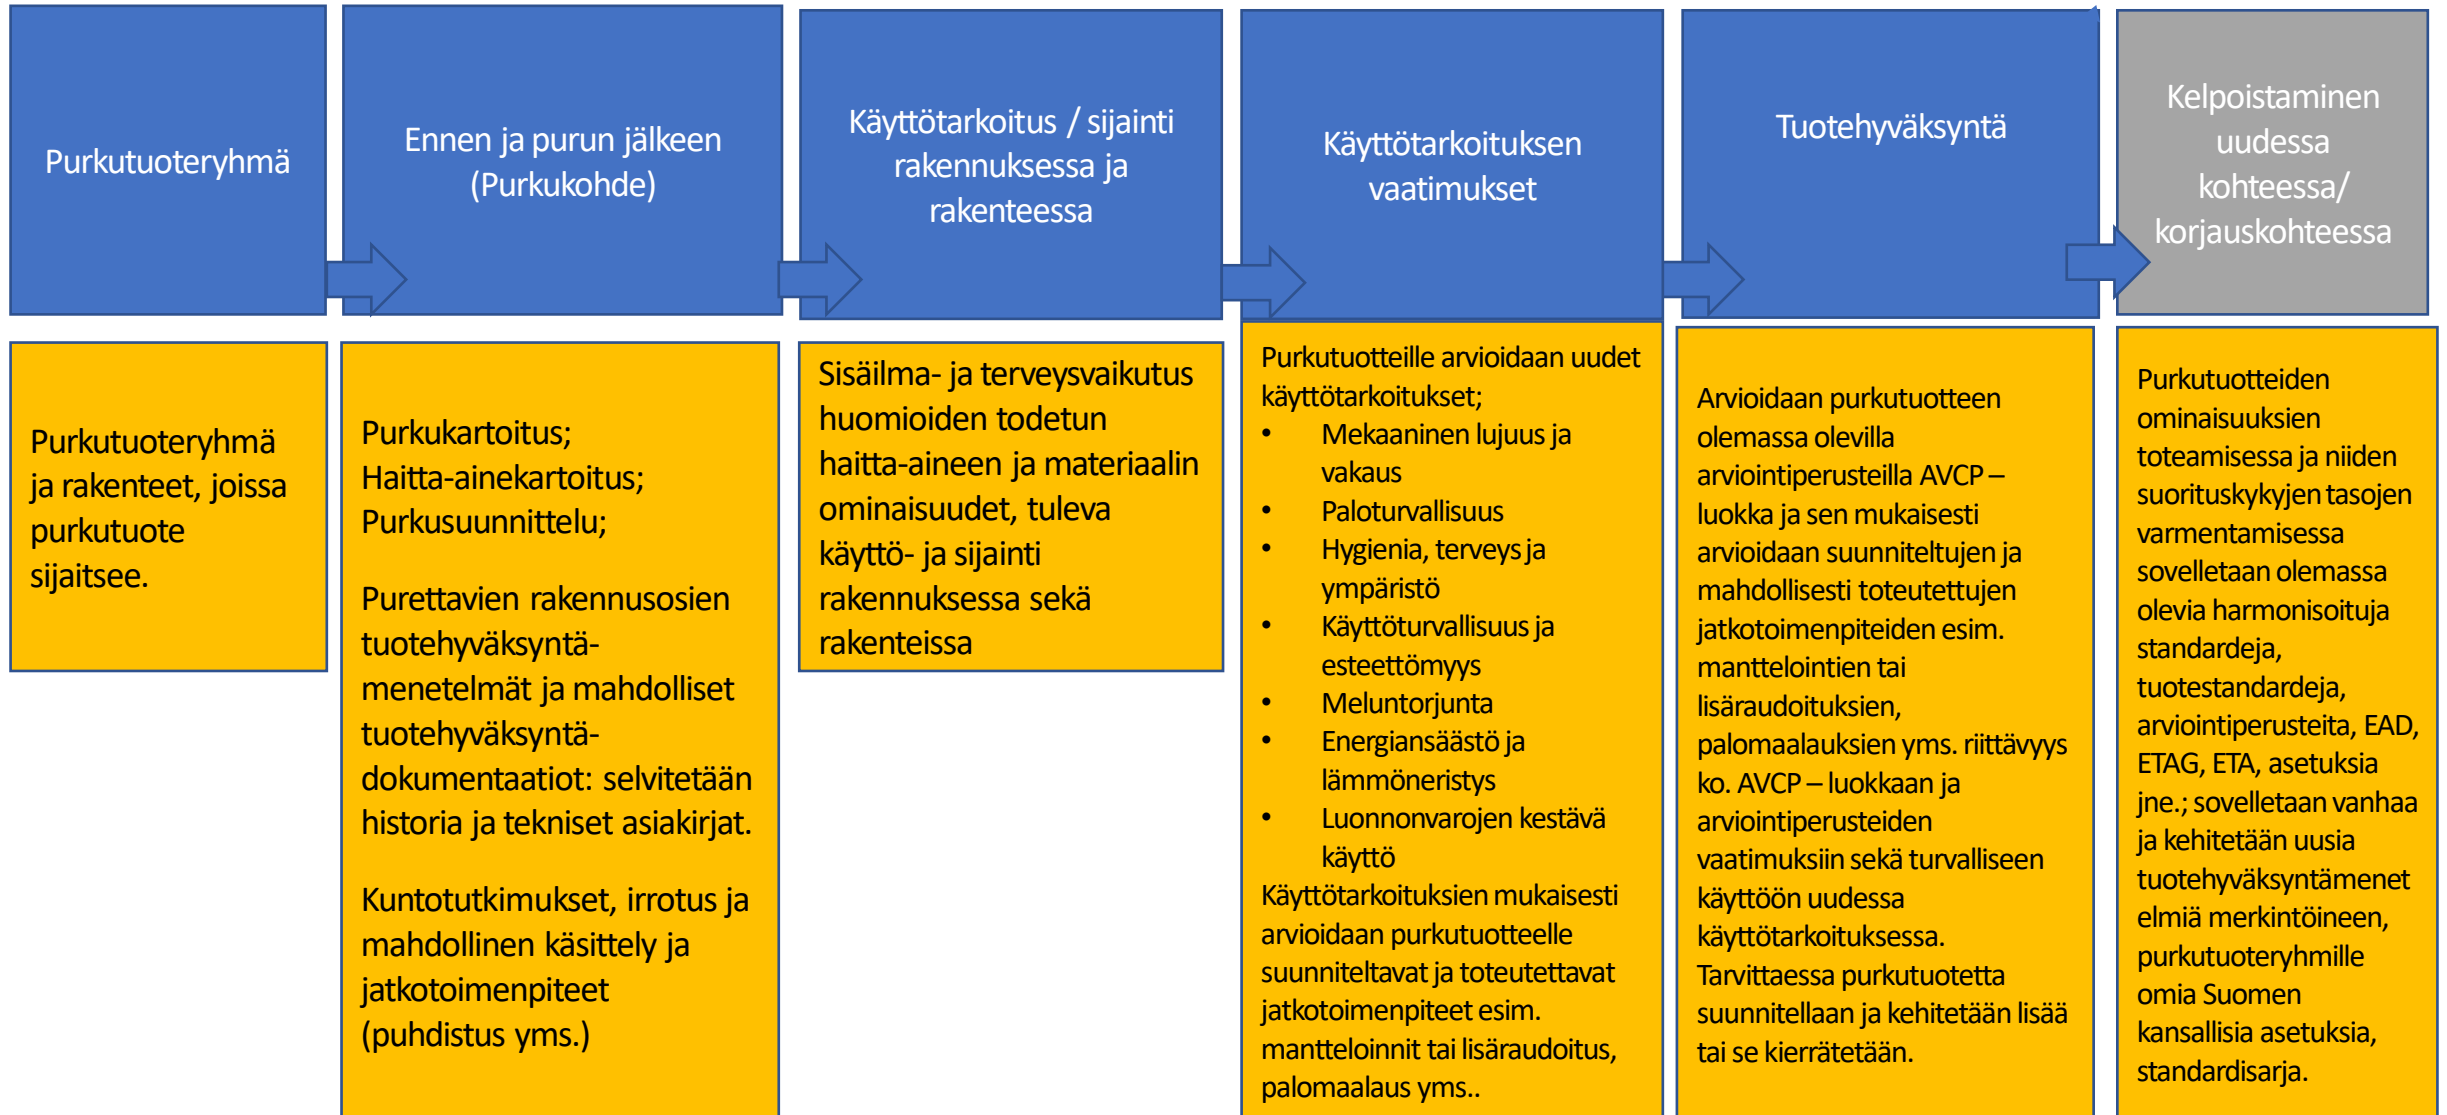 Purkutuoteryhmä
Ennen ja purun jälkeen
(Purkukohde)
Käyttötarkoitus / sijainti
rakennuksessa ja
rakenteessa
Käyttötarkoituksen
vaatimukset
Tuotehyväksyntä
Kelpoistaminen
uudessa
kohteessa/
korjauskohteessa
Purkutuoteryhmä
ja rakenteet, joissa
purkutuote
sijaitsee.
Purkukartoitus;
Haitta-ainekartoitus;
Purkusuunnittelu;
Purettavien rakennusosien
tuotehyväksyntä-
menetelmät ja mahdolliset
tuotehyväksyntä-
dokumentaatiot: selvitetään
historia ja tekniset asiakirjat.
Kuntotutkimukset, irrotus ja
mahdollinen käsittely ja
jatkotoimenpiteet
(puhdistus yms.)
Sisäilma- ja terveysvaikutus
huomioiden todetun
haitta-aineen ja materiaalin
ominaisuudet, tuleva
käyttö- ja sijainti
rakennuksessa sekä
rakenteissa
Purkutuotteille arvioidaan uudet
käyttötarkoitukset;
• Mekaaninen lujuus ja
vakaus
• Paloturvallisuus
• Hygienia, terveys ja
ympäristö
• Käyttöturvallisuus ja
esteettömyys
• Meluntorjunta
• Energiansäästö ja
lämmöneristys
• Luonnonvarojen kestävä
käyttö
Käyttötarkoituksien mukaisesti
arvioidaan purkutuotteelle
suunniteltavat ja toteutettavat
jatkotoimenpiteet esim.
mantteloinnit tai lisäraudoitus,
palomaalaus yms..
Arvioidaan purkutuotteen
olemassa olevilla
arviointiperusteilla AVCP –
luokka ja sen mukaisesti
arvioidaan suunniteltujen ja
mahdollisesti toteutettujen
jatkotoimenpiteiden esim.
manttelointien tai
lisäraudoituksien,
palomaalauksien yms. riittävyys
ko. AVCP – luokkaan ja
arviointiperusteiden
vaatimuksiin sekä turvalliseen
käyttöön uudessa
käyttötarkoituksessa.
Tarvittaessa purkutuotetta
suunnitellaan ja kehitetään lisää
tai se kierrätetään.
Purkutuotteiden
ominaisuuksien
toteamisessa ja niiden
suorituskykyjen tasojen
varmentamisessa
sovelletaan olemassa
olevia harmonisoituja
standardeja,
tuotestandardeja,
arviointiperusteita, EAD,
ETAG, ETA, asetuksia
jne.; sovelletaan vanhaa
ja kehitetään uusia
tuotehyväksyntämenet
elmiä merkintöineen,
purkutuoteryhmille
omia Suomen
kansallisia asetuksia,
standardisarja.